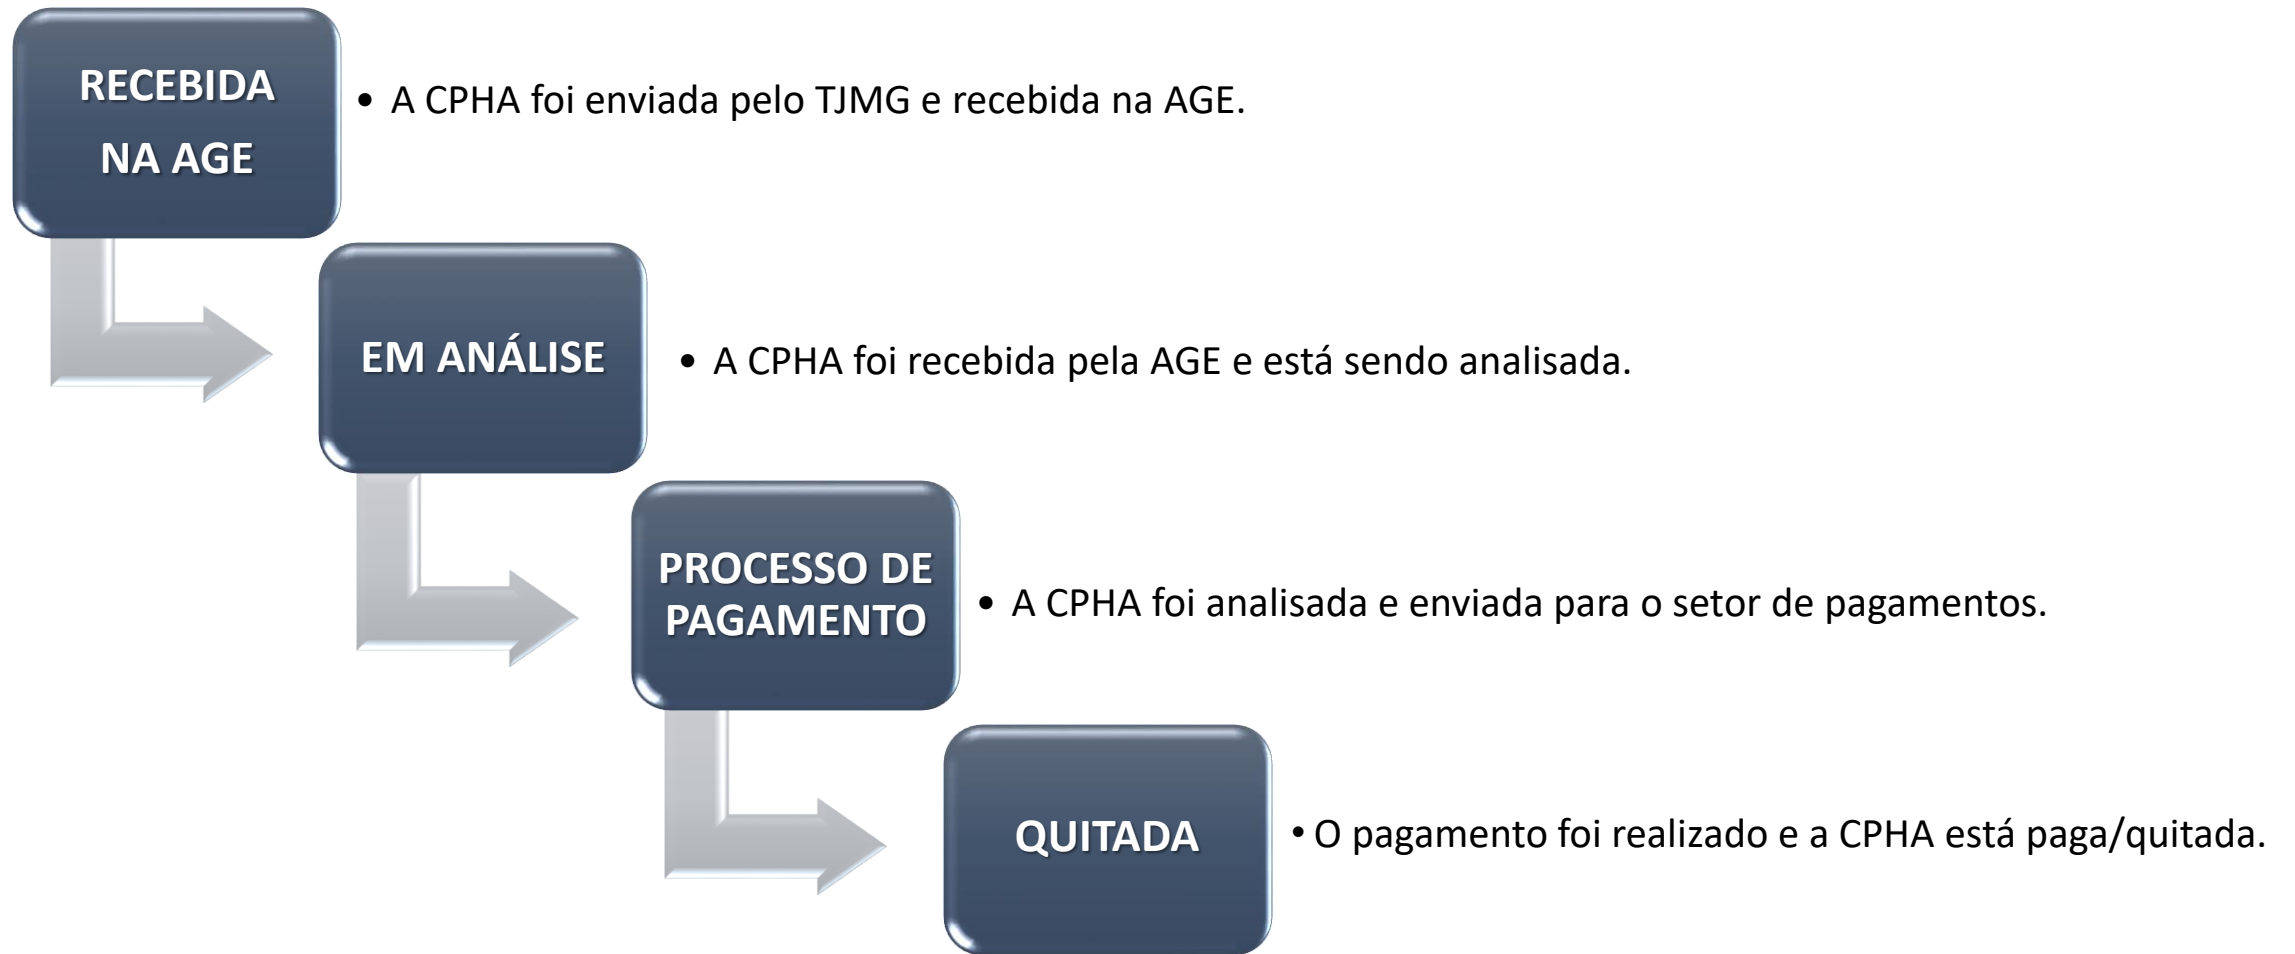 RECEBIDA
NA AGE
• A CPHA foi enviada pelo TJMG e recebida na AGE.
EM ANÁLISE
• A CPHA foi recebida pela AGE e está sendo analisada.
PROCESSO DE
PAGAMENTO
• A CPHA foi analisada e enviada para o setor de pagamentos.
QUITADA
• O pagamento foi realizado e a CPHA está paga/quitada.